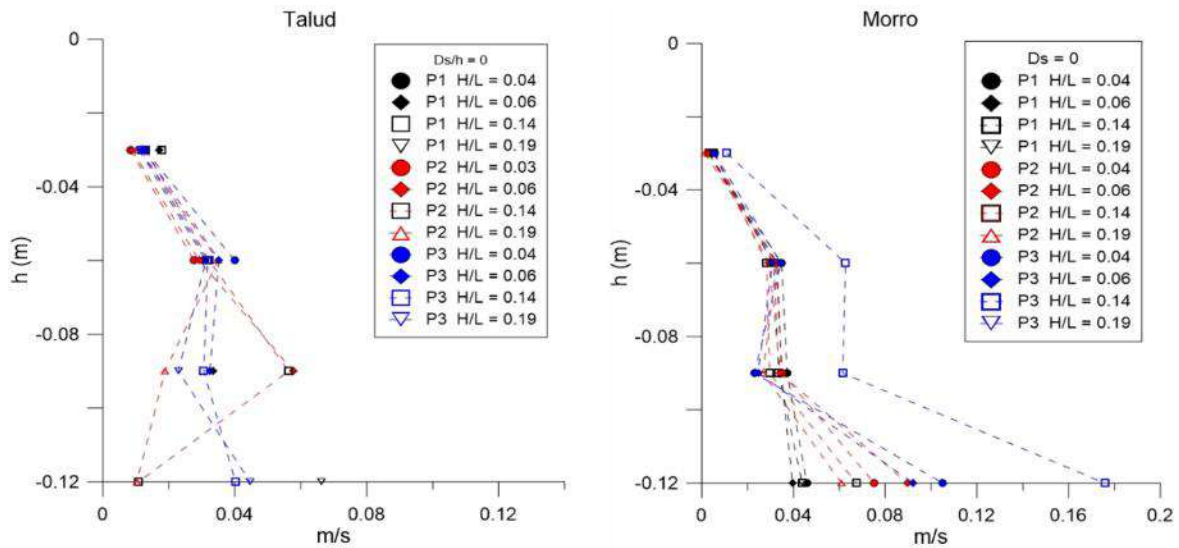 Talud
0
-0.04
-0.08
-0.12
h (m)
0
0.04
0.08
0.12
m/s
Ds/h = 0
P1 H/L = 0.04
P1 H/L = 0.06
P1 H/L = 0.14
P1 H/L = 0.19
P2 H/L = 0.03
P2 H/L = 0.06
P2 H/L = 0.14
P2 H/L = 0.19
P3 H/L = 0.04
P3 H/L = 0.06
P3 H/L = 0.14
P3 H/L = 0.19
Morro
0
-0.04
-0.08
-0.12
h (m)
0
0.04
0.08
0.12
0.16
0.2
m/s
Ds = 0
P1 H/L = 0.04
P1 H/L = 0.06
P1 H/L = 0.14
P1 H/L = 0.19
P2 H/L = 0.04
P2 H/L = 0.06
P2 H/L = 0.14
P2 H/L = 0.19
P3 H/L = 0.04
P3 H/L = 0.06
P3 H/L = 0.14
P3 H/L = 0.19